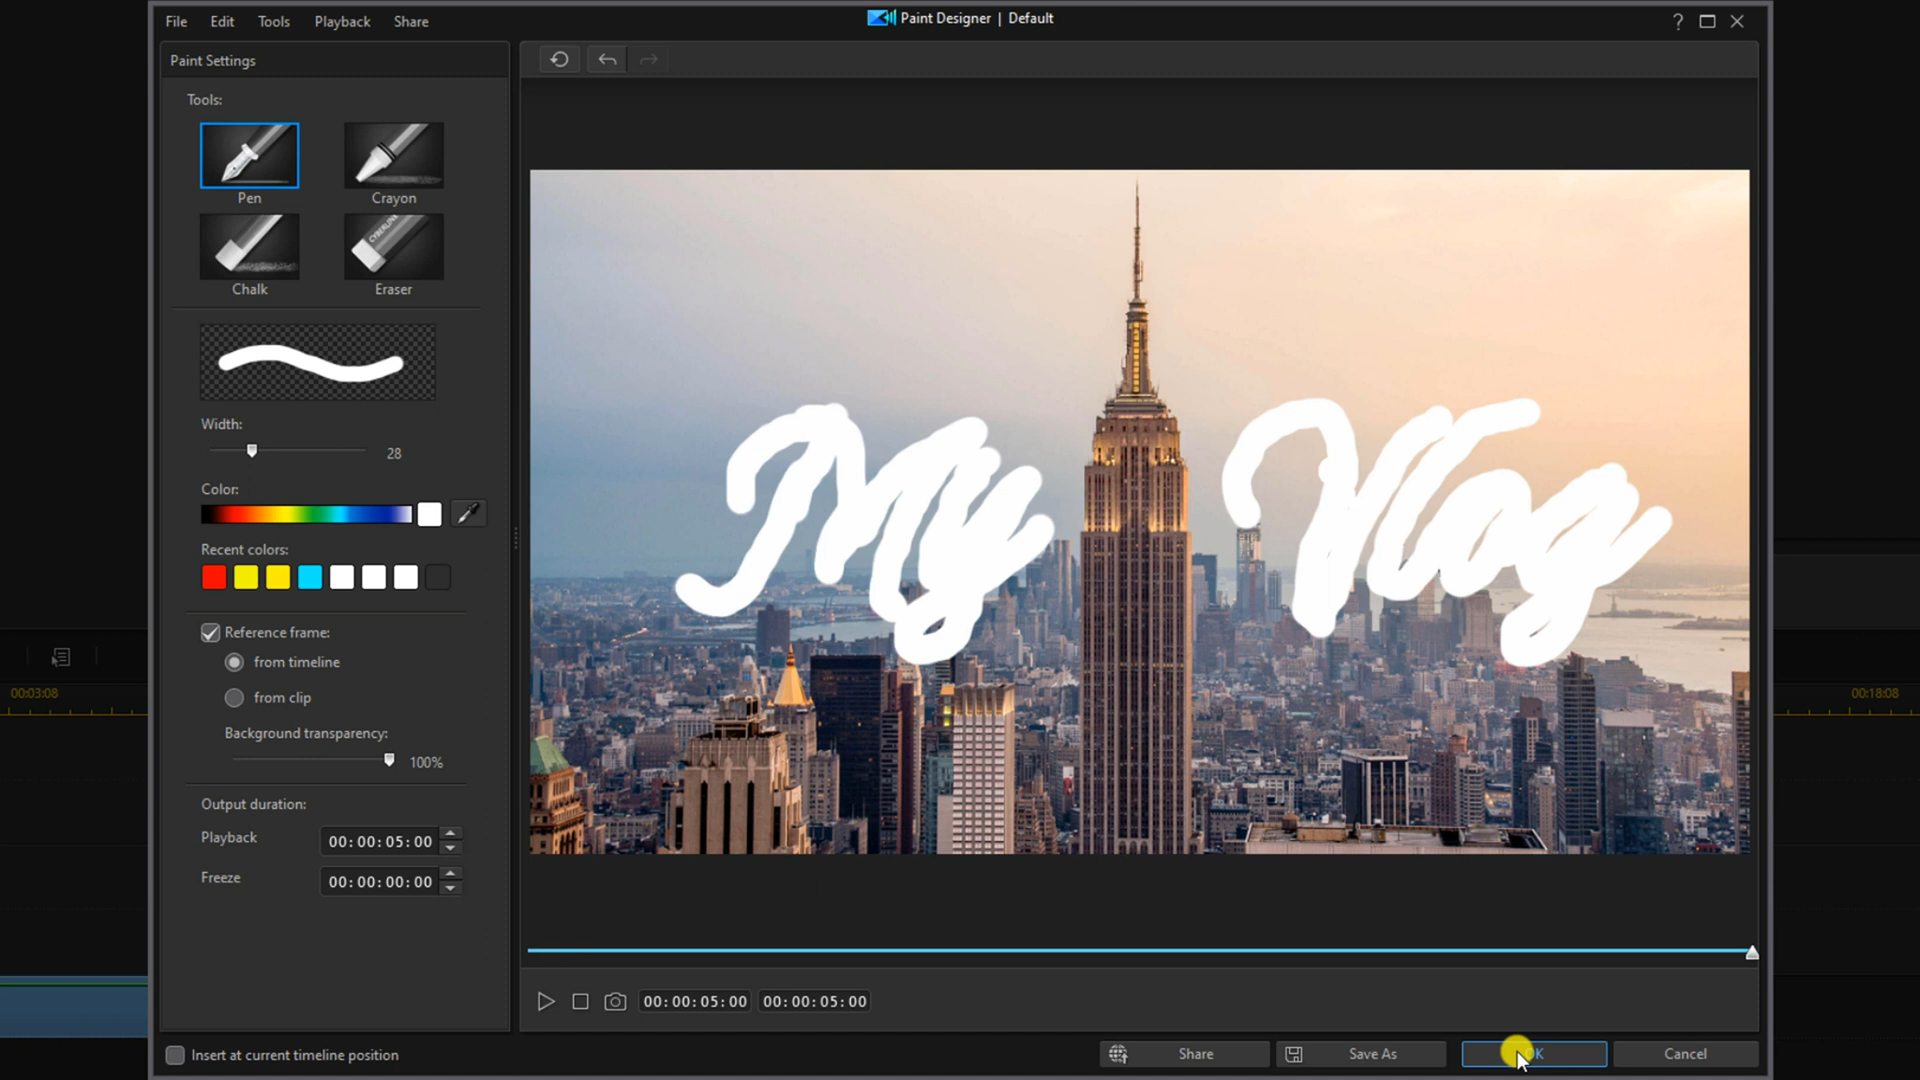 File Edit Tools Playback Share
Paint Designer | Default
?
Paint Settings
Tools:
Pen Crayon
CYBERLINK
Chalk Eraser
Width:
28
Color:
Recent colors:
Reference frame:
from timeline
from clip
Background transparency:
100%
Output duration:
Playback 00:00:05:00
Freeze 00:00:00:00
My Vlog
00:03:08
00:18:08
00:00:05:00 00:00:05:00
Insert at current timeline position
Share Save As OK Cancel